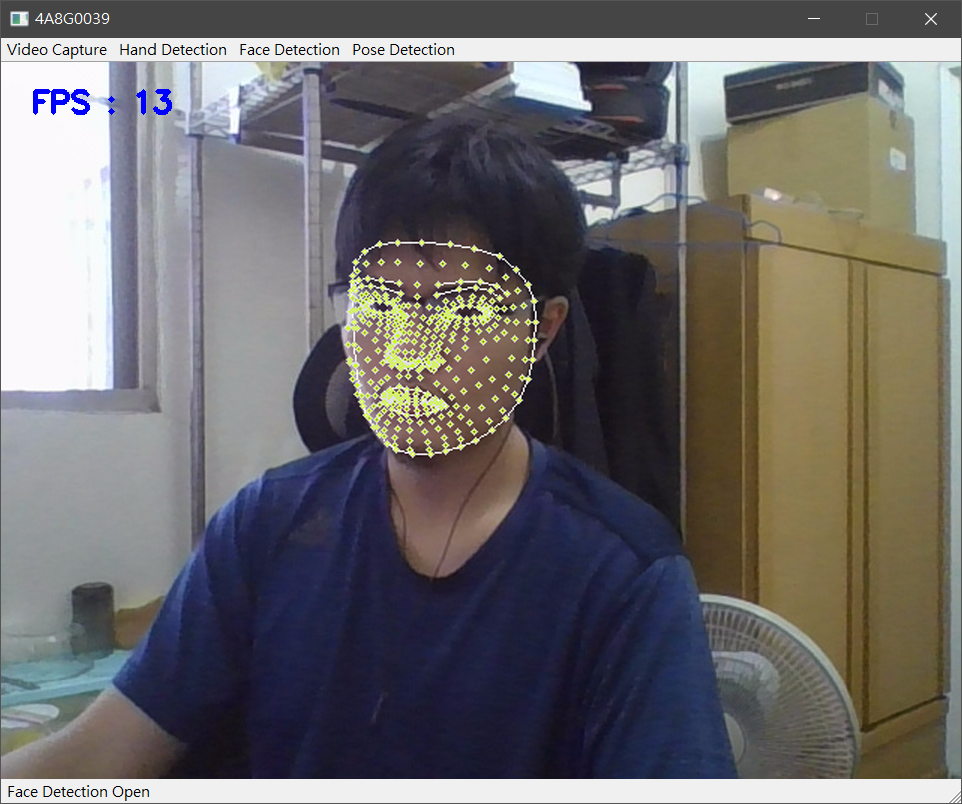 4A8G0039
Video Capture Hand Detection Face Detection Pose Detection
FPS : 13
Face Detection Open